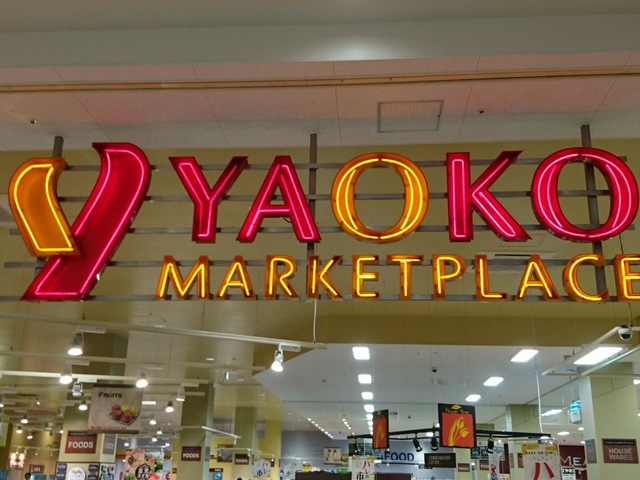 YAOKO
MARKETPLACE
FRUITS
FOODS
FOOD
FOODS
HOUSE
WARES